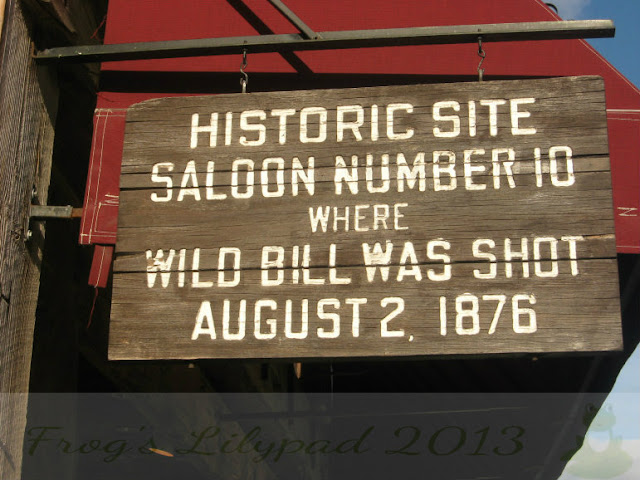 HISTORIC SITE
SALOON NUMBER 10
WHERE
WILD BILL WAS SHOT
AUGUST 2, 1876
Frog's Lilypad 2013